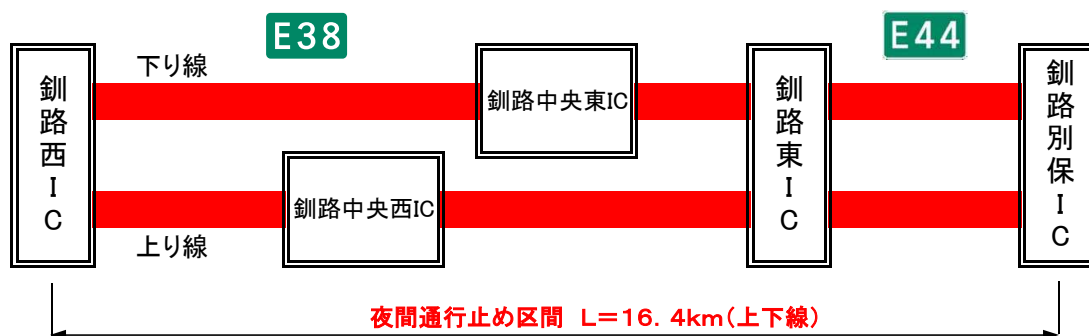 E38
E44
下り線
釧路西IC
釧路中央東IC
釧路東IC
釧路別保IC
釧路中央西IC
上り線
夜間通行止め区間 L=16.4km(上下線)